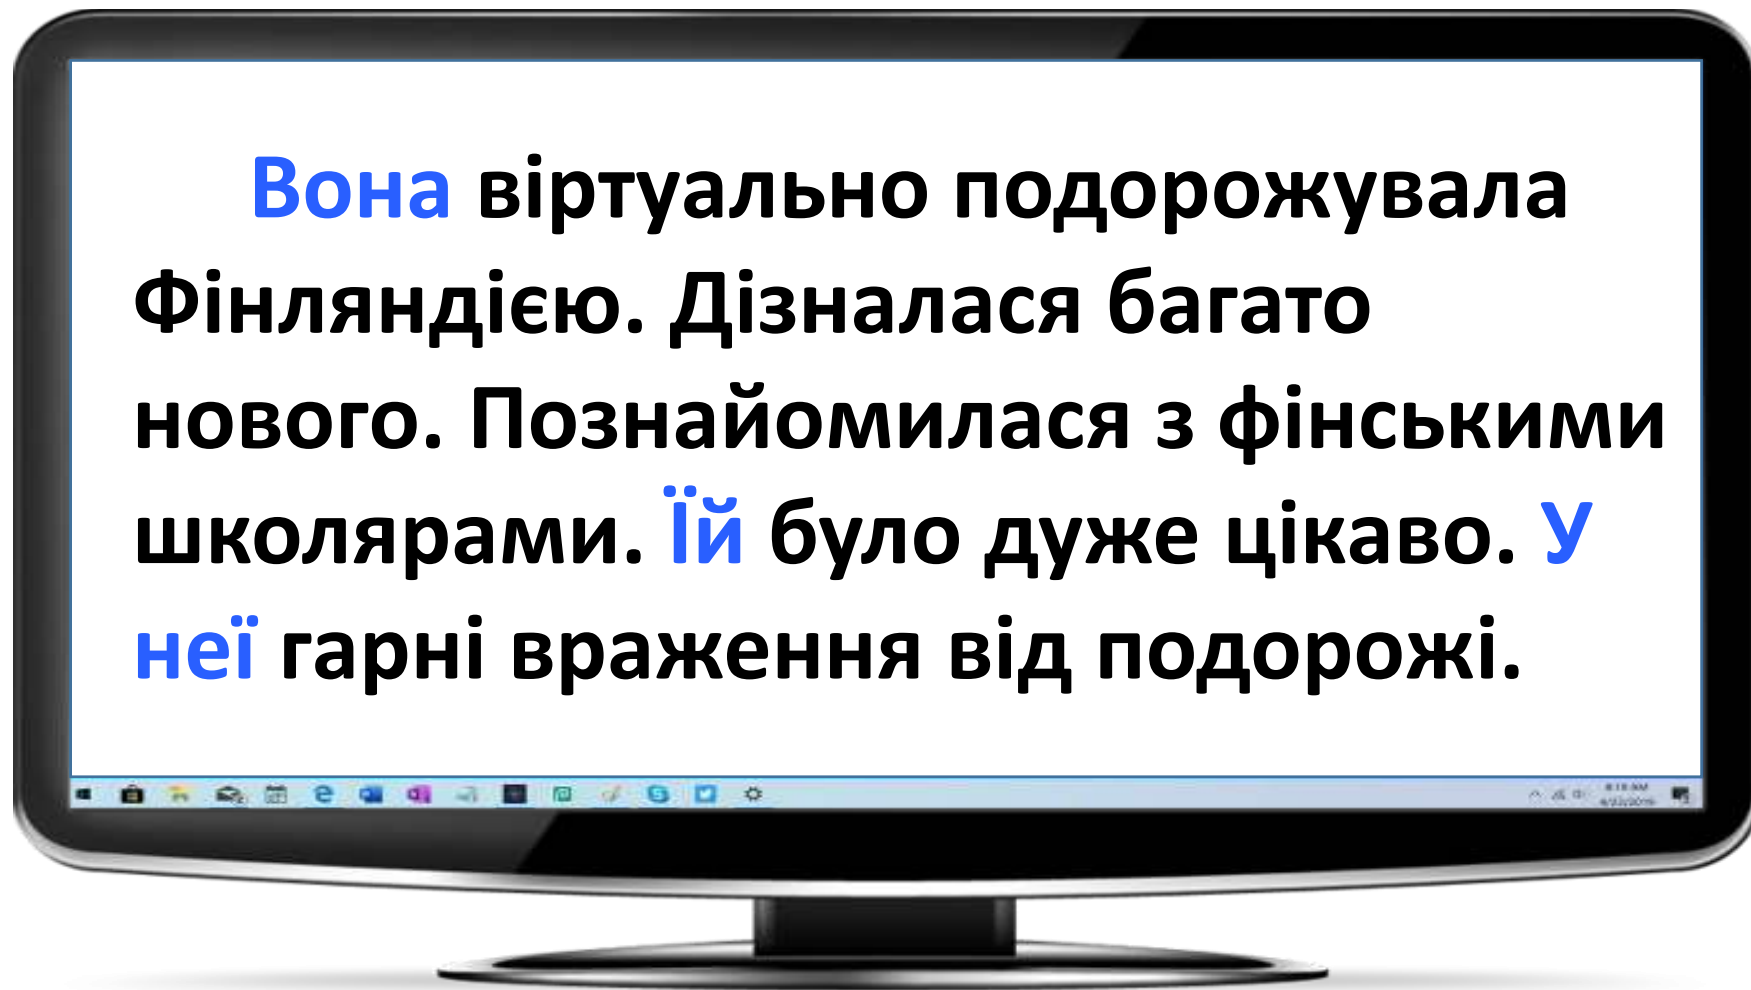 Вона віртуально подорожувала
Фінляндією. Дізналася багато
нового. Познайомилася з фінськими
школярами. Їй було дуже цікаво. У
неї гарні враження від подорожі.